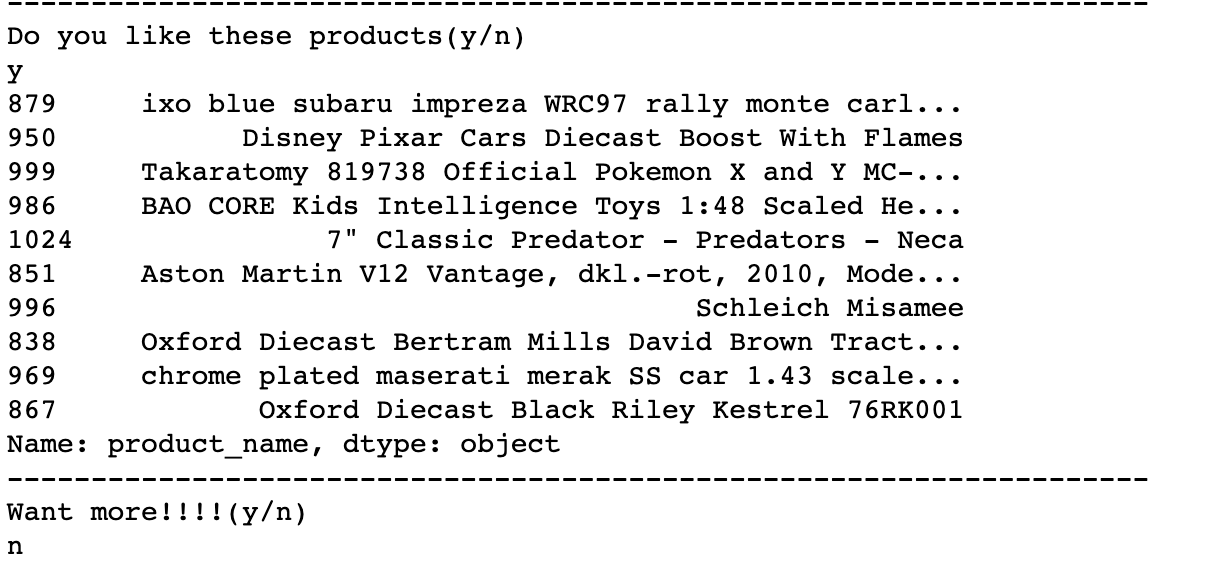 --------------------------------------------------------------------
Do you like these products(y/n)
y
879 ixo blue subaru impreza WRC97 rally monte carl...
950 Disney Pixar Cars Diecast Boost With Flames
999 Takaratomy 819738 Official Pokemon X and Y MC-...
986 BAO CORE Kids Intelligence Toys 1:48 Scaled He...
1024 7" Classic Predator - Predators - Neca
851 Aston Martin V12 Vantage, dkl.-rot, 2010, Mode...
996 Schleich Misamee
838 Oxford Diecast Bertram Mills David Brown Tract...
969 chrome plated maserati merak SS car 1.43 scale...
867 Oxford Diecast Black Riley Kestrel 76RK001
Name: product_name, dtype: object
--------------------------------------------------------------------
Want more!!!!(y/n)
n